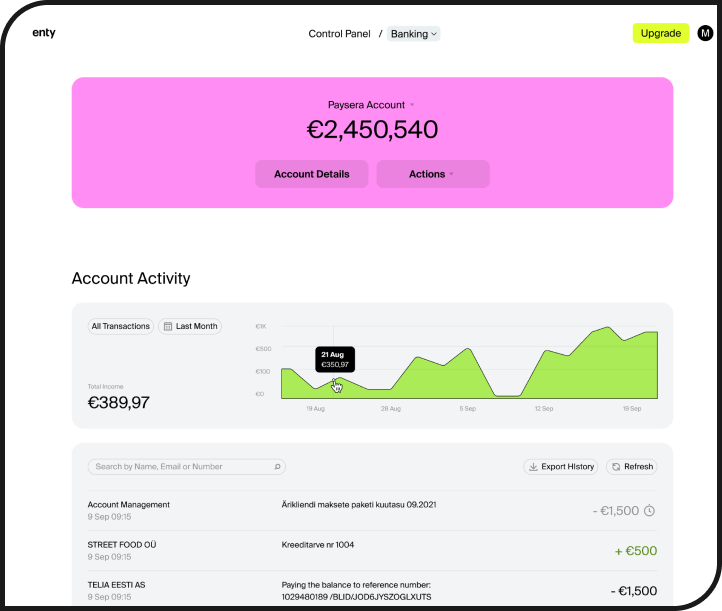 enty
Control Panel / Banking
Upgrade
M
Paysera Account
€2,450,540
Account Details
Actions
Account Activity
All Transactions
Last Month
Total Income
€389,97
€1K
€500
€100
€0
21 Aug
€350,97
19 Aug
28 Aug
5 Sep
12 Sep
19 Sep
Search by Name, Email or Number
Export HIstory
Refresh
Account Management
9 Sep 09:15
Ärikliendi maksete paketi kuutasu 09.2021
- €1,500
STREET FOOD OÜ
9 Sep 09:15
Kreeditarve nr 1004
+ €500
TELIA EESTI AS
9 Sep 09:15
Paying the balance to reference number:
1029480189 /BLID/JOD6JYSZOGLXUTS
- €1,500